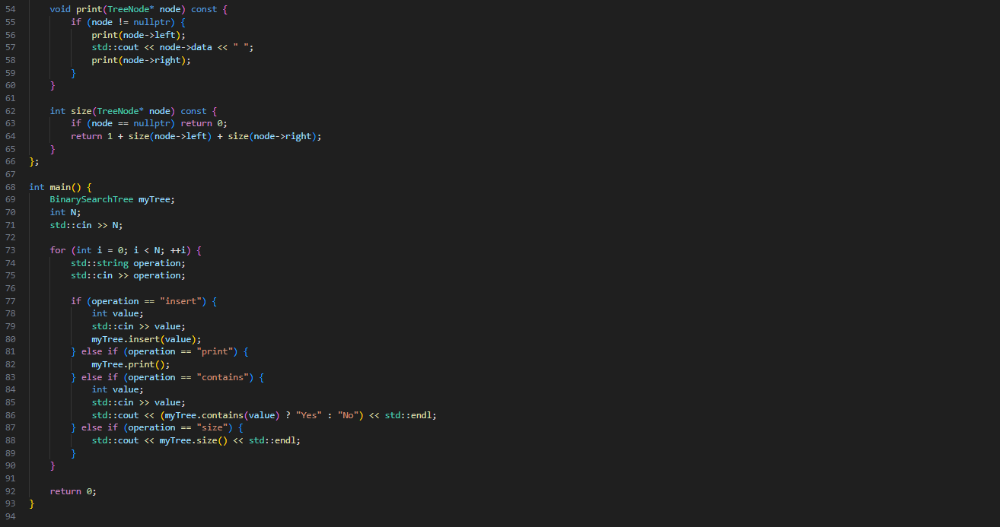 54 void print(TreeNode* node) const {
55 if (node != nullptr) {
56 print(node->left);
57 std::cout << node->data << " ";
58 print(node->right);
59 }
60 }
61
62 int size(TreeNode* node) const {
63 if (node == nullptr) return 0;
64 return 1 + size(node->left) + size(node->right);
65 }
66 };
67
68 int main() {
69 BinarySearchTree myTree;
70 int N;
71 std::cin >> N;
72
73 for (int i = 0; i < N; ++i) {
74 std::string operation;
75 std::cin >> operation;
76
77 if (operation == "insert") {
78 int value;
79 std::cin >> value;
80 myTree.insert(value);
81 } else if (operation == "print") {
82 myTree.print();
83 } else if (operation == "contains") {
84 int value;
85 std::cin >> value;
86 std::cout << (myTree.contains(value) ? "Yes" : "No") << std::endl;
87 } else if (operation == "size") {
88 std::cout << myTree.size() << std::endl;
89 }
90 }
91
92 return 0;
93 }
94